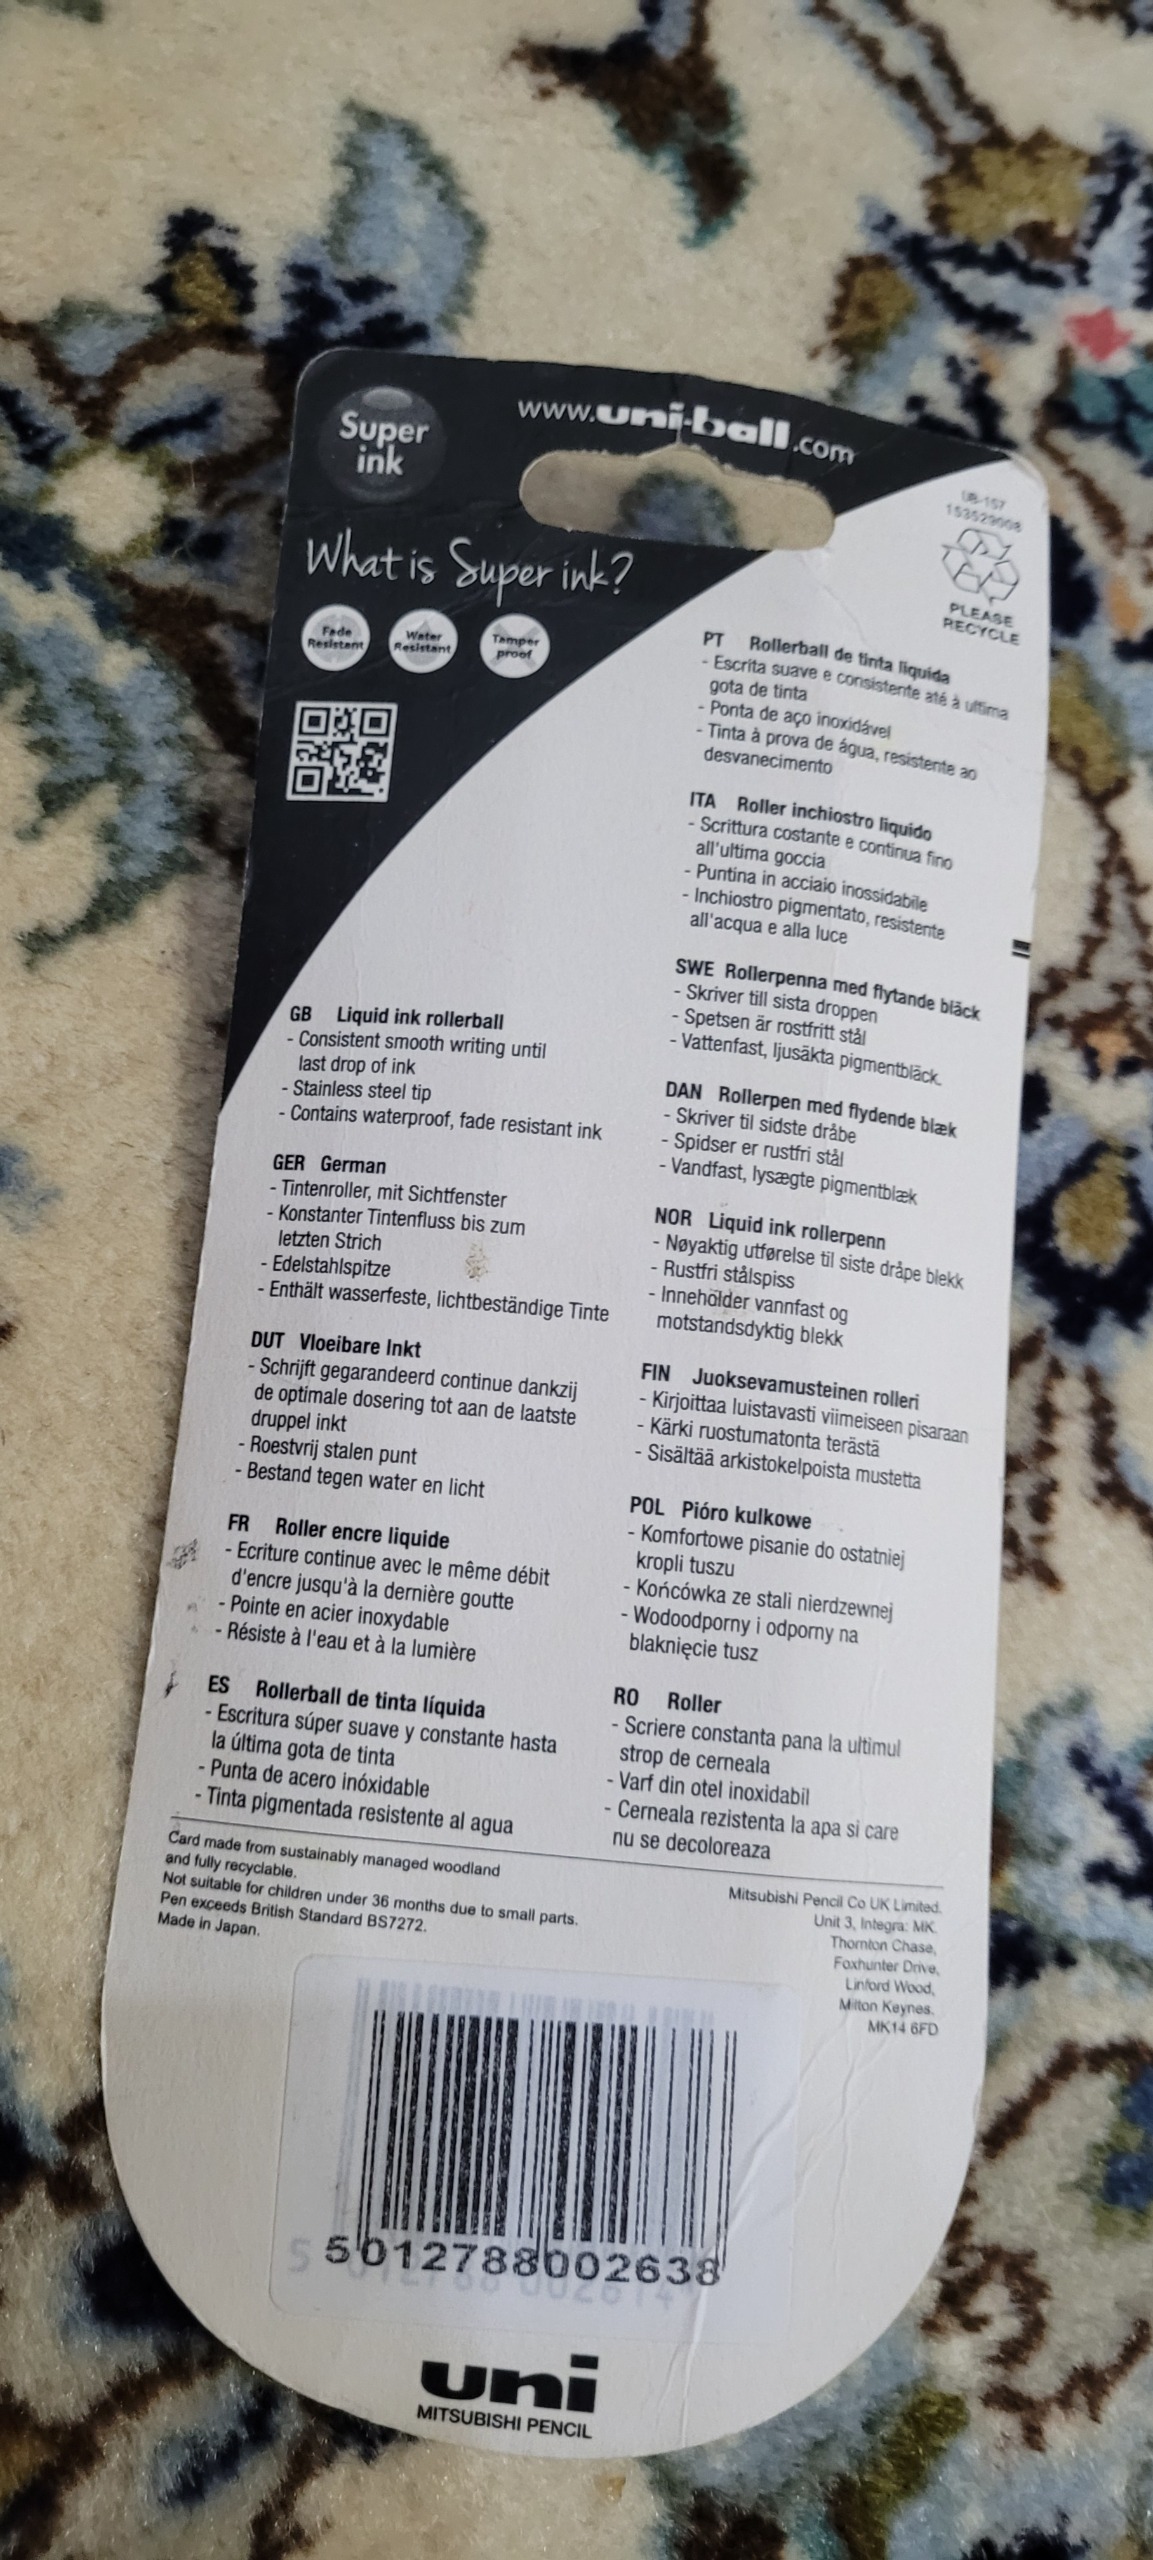 www.uni-ball.com
Super
ink
What is Super ink?
Fade
Resistant
Water
Resistant
Tamper
proof
UB-157
153529008
PLEASE
RECYCLE
GB Liquid ink rollerball
- Consistent smooth writing until
last drop of ink
- Stainless steel tip
- Contains waterproof, fade resistant ink
GER German
- Tintenroller, mit Sichtfenster
- Konstanter Tintenfluss bis zum
letzten Strich
- Edelstahlspitze
- Enthält wasserfeste, lichtbeständige Tinte
DUT Vloeibare Inkt
- Schrijft gegarandeerd continue dankzij
de optimale dosering tot aan de laatste
druppel inkt
- Roestvrij stalen punt
- Bestand tegen water en licht
FR Roller encre liquide
- Ecriture continue avec le même débit
d'encre jusqu'à la dernière goutte
- Pointe en acier inoxydable
- Résiste à l'eau et à la lumière
ES Rollerball de tinta líquida
- Escritura súper suave y constante hasta
la última gota de tinta
- Punta de acero inóxidable
- Tinta pigmentada resistente al agua
PT Rollerball de tinta liquida
- Escrita suave e consistente até à ultima
gota de tinta
- Ponta de aço inoxidável
- Tinta à prova de água, resistente ao
desvanecimento
ITA Roller inchiostro liquido
- Scrittura costante e continua fino
all'ultima goccia
- Puntina in acciaio inossidabile
- Inchiostro pigmentato, resistente
all'acqua e alla luce
SWE Rollerpenna med flytande bläck
- Skriver till sista droppen
- Spetsen är rostfritt stål
- Vattenfast, ljusäkta pigmentbläck.
DAN Rollerpen med flydende blæk
- Skriver til sidste dråbe
- Spidser er rustfri stål
- Vandfast, lysægte pigmentblæk
NOR Liquid ink rollerpenn
- Nøyaktig utførelse til siste dråpe blekk
- Rustfri stålspiss
- Inneholder vannfast og
motstandsdyktig blekk
FIN Juoksevamusteinen rolleri
- Kirjoittaa luistavasti viimeiseen pisaraan
- Kärki ruostumatonta terästä
- Sisältää arkistokelpoista mustetta
POL Pióro kulkowe
- Komfortowe pisanie do ostatniej
kropli tuszu
- Końcówka ze stali nierdzewnej
- Wodoodporny i odporny na
blaknięcie tusz
RO Roller
- Scriere constanta pana la ultimul
strop de cerneala
- Varf din otel inoxidabil
- Cerneala rezistenta la apa si care
nu se decoloreaza
Card made from sustainably managed woodland
and fully recyclable.
Not suitable for children under 36 months due to small parts.
Pen exceeds British Standard BS7272.
Made in Japan.
Mitsubishi Pencil Co UK Limited.
Unit 3, Integra: MK.
Thornton Chase,
Foxhunter Drive,
Linford Wood,
Milton Keynes.
MK14 6FD
5012788002638
uni
MITSUBISHI PENCIL